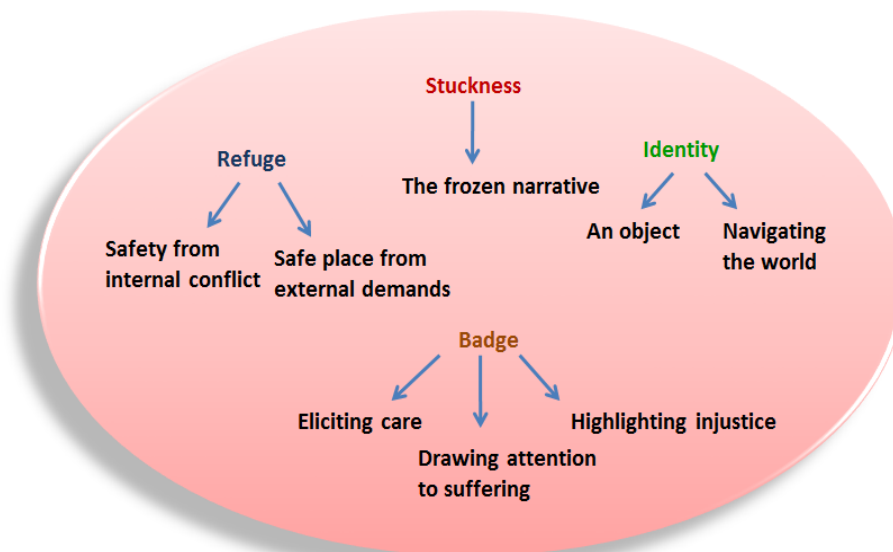 Stuckness
The frozen narrative
Refuge
Safety from
internal conflict
Safe place from
external demands
Identity
An object
Navigating
the world
Badge
Eliciting care
Drawing attention
to suffering
Highlighting injustice